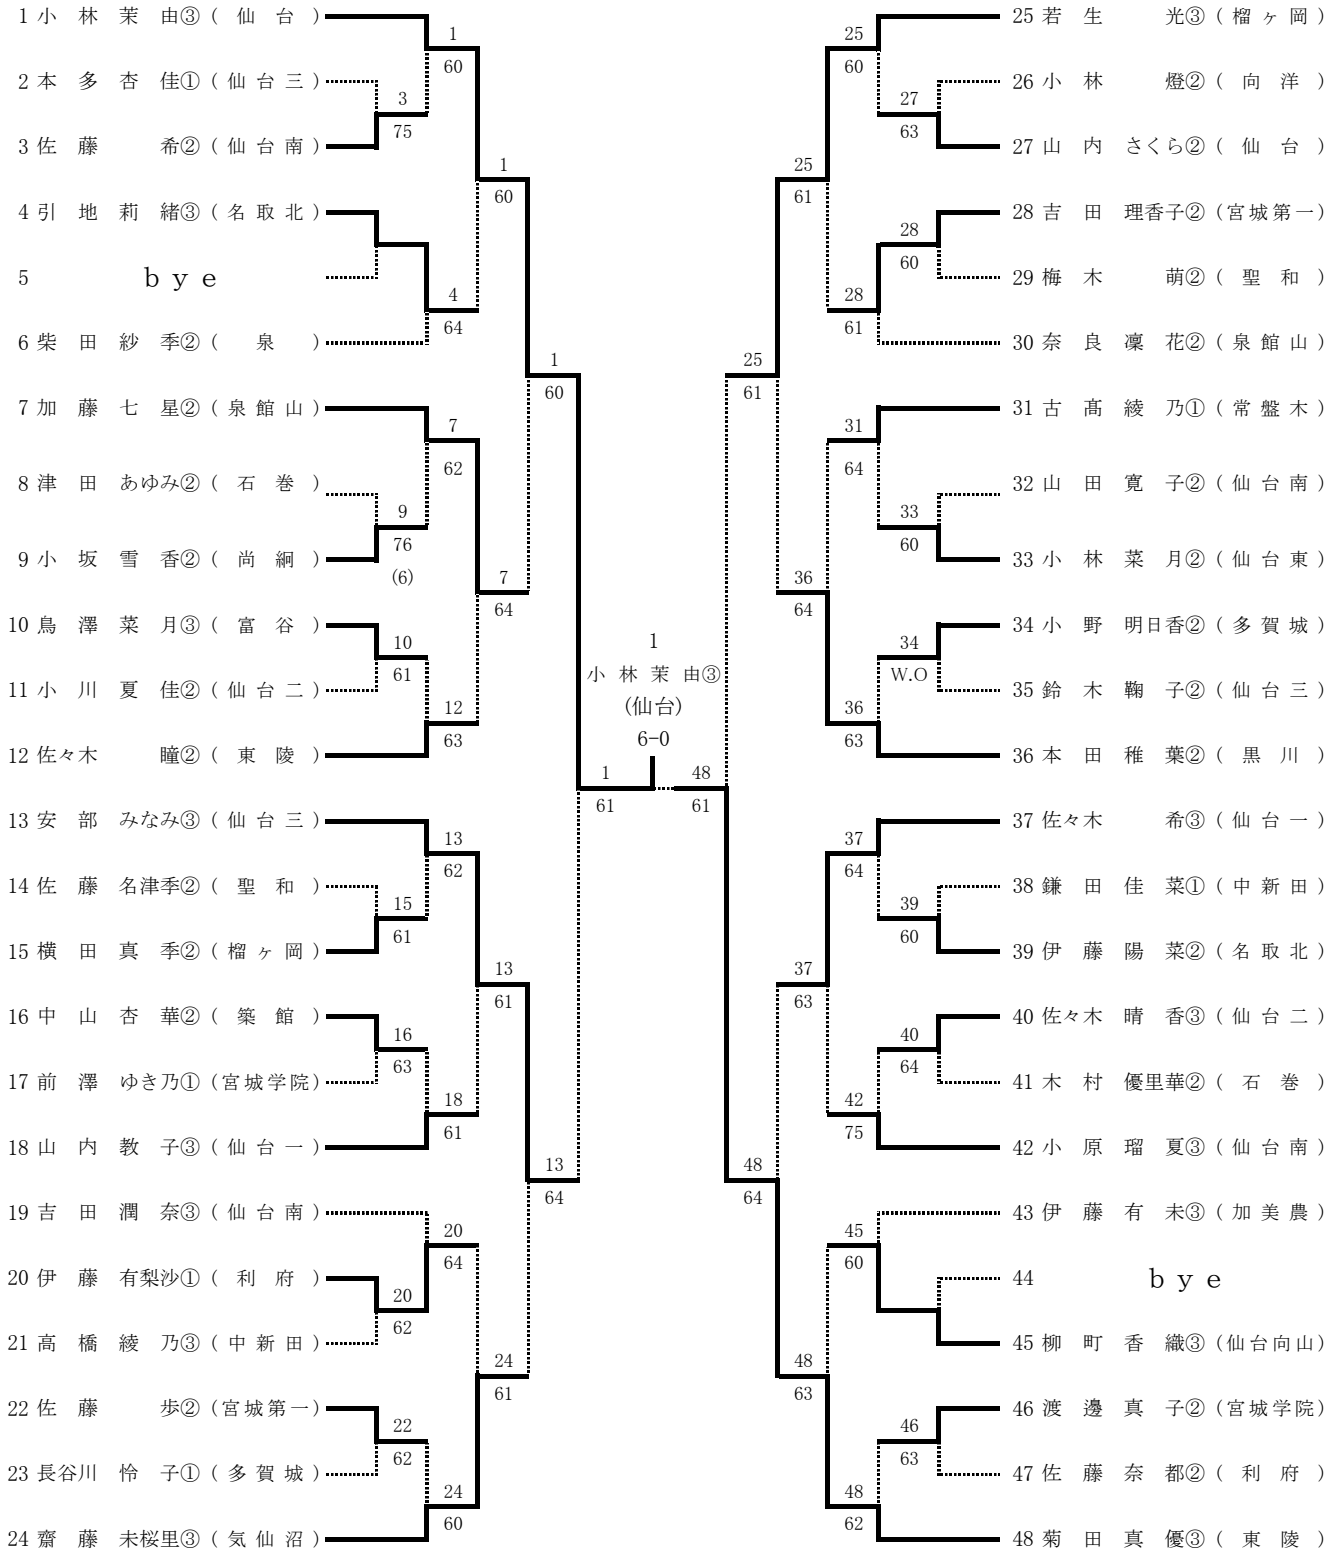 1 小林 茉由③ (仙台)
2 本多 杏佳① (仙台三)
3 佐藤 希② (仙台南)
4 引地 莉緒③ (名取北)
5 bye
6 柴田 紗季② (泉)
7 加藤 七星② (泉館山)
8 津田 あゆみ② (石巻)
9 小坂 雪香② (尚絅)
10 鳥澤 菜月③ (富谷)
11 小川 夏佳② (仙台二)
12 佐々木 瞳② (東陵)
13 安部 みなみ③ (仙台三)
14 佐藤 名津季② (聖和)
15 横田 真季② (榴ヶ岡)
16 中山 杏華② (築館)
17 前澤 ゆき乃① (宮城学院)
18 山内 教子③ (仙台一)
19 吉田 潤奈③ (仙台南)
20 伊藤 有梨沙① (利府)
21 高橋 綾乃③ (中新田)
22 佐藤 歩② (宮城第一)
23 長谷川 怜子① (多賀城)
24 齋藤 未桜里③ (気仙沼)
3
75
9
76
(6)
10
61
15
61
16
63
20
62
22
62
1
60
4
64
7
62
12
63
13
62
18
61
20
64
24
60
1
60
7
64
13
61
24
61
1
60
13
64
1
61
1
小林 茉由③
(仙台)
6-0
48
61
25
61
48
64
25
61
36
64
37
63
48
63
25
60
28
61
31
64
36
63
37
64
42
75
45
60
48
62
27
63
28
60
33
60
34
W.O
39
60
40
64
46
63
25 若生 光③ (榴ヶ岡)
26 小林 燈② (向洋)
27 山内 さくら② (仙台)
28 吉田 理香子② (宮城第一)
29 梅木 萌② (聖和)
30 奈良 凜花② (泉館山)
31 古髙 綾乃① (常盤木)
32 山田 寛子② (仙台南)
33 小林 菜月② (仙台東)
34 小野 明日香② (多賀城)
35 鈴木 鞠子② (仙台三)
36 本田 稚葉② (黒川)
37 佐々木 希③ (仙台一)
38 鎌田 佳菜① (中新田)
39 伊藤 陽菜② (名取北)
40 佐々木 晴香③ (仙台二)
41 木村 優里華② (石巻)
42 小原 瑠夏③ (仙台南)
43 伊藤 有未③ (加美農)
44 bye
45 柳町 香織③ (仙台向山)
46 渡邊 真子② (宮城学院)
47 佐藤 奈都② (利府)
48 菊田 真優③ (東陵)